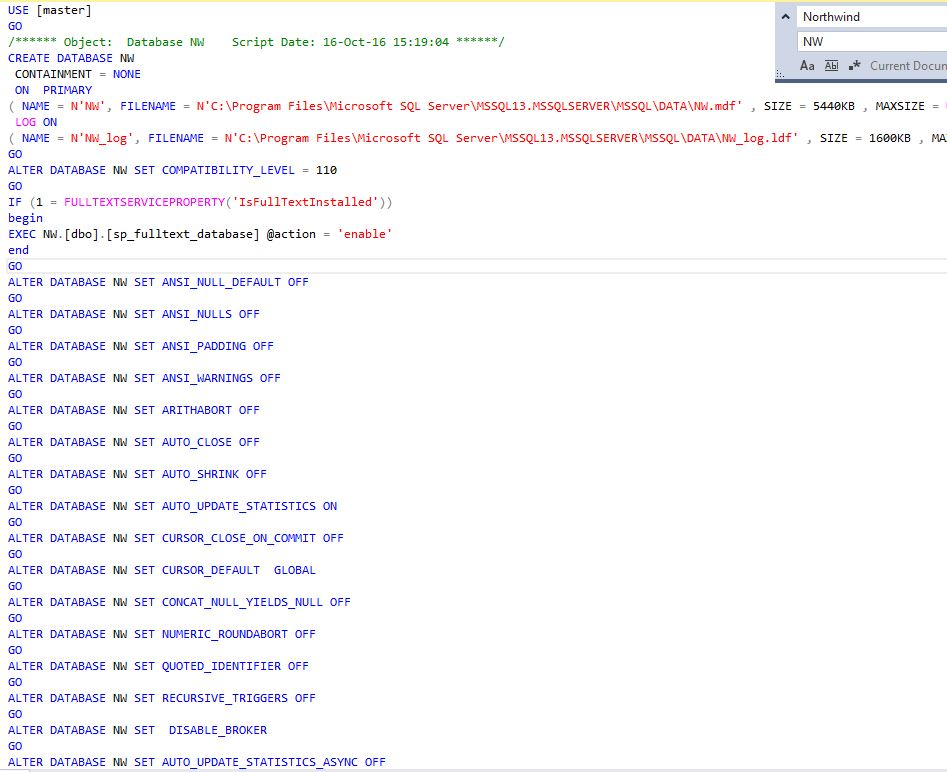 USE [master]
GO
/****** Object:  Database NW    Script Date: 16-Oct-16 15:19:04 ******/
CREATE DATABASE NW
 CONTAINMENT = NONE
 ON  PRIMARY
( NAME = N'NW', FILENAME = N'C:\Program Files\Microsoft SQL Server\MSSQL13.MSSQLSERVER\MSSQL\DATA\NW.mdf' , SIZE = 5440KB , MAXSIZE =
 LOG ON
( NAME = N'NW_log', FILENAME = N'C:\Program Files\Microsoft SQL Server\MSSQL13.MSSQLSERVER\MSSQL\DATA\NW_log.ldf' , SIZE = 1600KB , MA
GO
ALTER DATABASE NW SET COMPATIBILITY_LEVEL = 110
GO
IF (1 = FULLTEXTSERVICEPROPERTY('IsFullTextInstalled'))
begin
EXEC NW.[dbo].[sp_fulltext_database] @action = 'enable'
end
GO
ALTER DATABASE NW SET ANSI_NULL_DEFAULT OFF
GO
ALTER DATABASE NW SET ANSI_NULLS OFF
GO
ALTER DATABASE NW SET ANSI_PADDING OFF
GO
ALTER DATABASE NW SET ANSI_WARNINGS OFF
GO
ALTER DATABASE NW SET ARITHABORT OFF
GO
ALTER DATABASE NW SET AUTO_CLOSE OFF
GO
ALTER DATABASE NW SET AUTO_SHRINK OFF
GO
ALTER DATABASE NW SET AUTO_UPDATE_STATISTICS ON
GO
ALTER DATABASE NW SET CURSOR_CLOSE_ON_COMMIT OFF
GO
ALTER DATABASE NW SET CURSOR_DEFAULT  GLOBAL
GO
ALTER DATABASE NW SET CONCAT_NULL_YIELDS_NULL OFF
GO
ALTER DATABASE NW SET NUMERIC_ROUNDABORT OFF
GO
ALTER DATABASE NW SET QUOTED_IDENTIFIER OFF
GO
ALTER DATABASE NW SET RECURSIVE_TRIGGERS OFF
GO
ALTER DATABASE NW SET  DISABLE_BROKER
GO
ALTER DATABASE NW SET AUTO_UPDATE_STATISTICS_ASYNC OFF
Northwind
NW
Aa Ab .* Current Docum